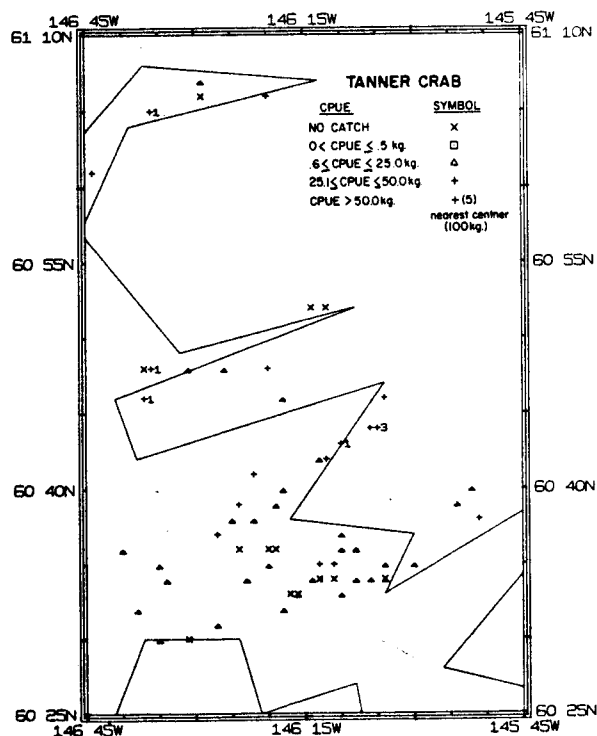 146 45W 146 15W 145 45W
61 10N 61 10N
TANNER CRAB
CPUE SYMBOL
NO CATCH x
0 < CPUE ≤ .5 kg. □
.6 ≤ CPUE ≤ 25.0 kg. △
25.1 ≤ CPUE ≤ 50.0 kg. +
CPUE > 50.0 kg. +(5)
nearest centner
(100kg.)
+1
60 55N 60 55N
x+1
+1
++3
+1
60 40N 60 40N
60 25N 60 25N
146 45W 146 15W 145 45W